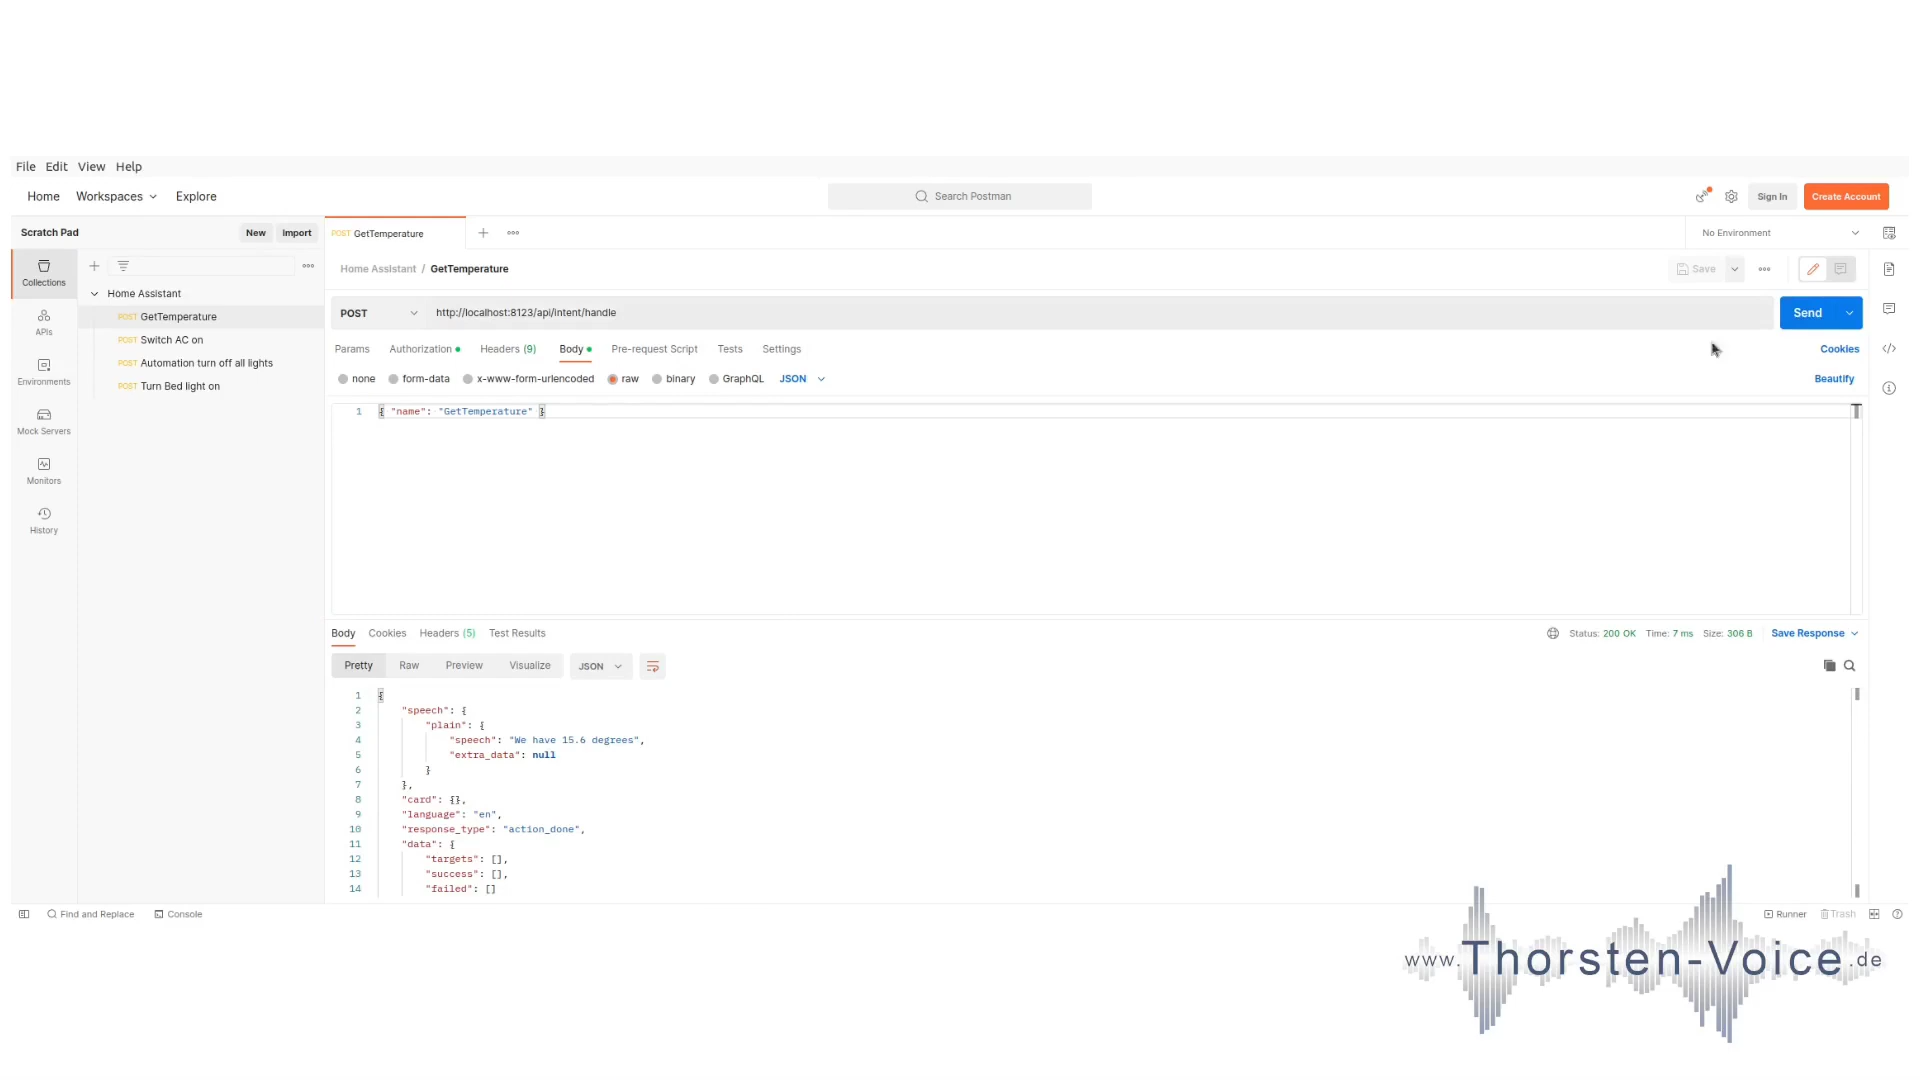 File Edit View Help
Home Workspaces Explore
Search Postman
Sign In
Create Account
Scratch Pad
New
Import
POST GetTemperature
No Environment
Collections
APIs
Environments
Mock Servers
Monitors
History
Home Assistant
POST GetTemperature
POST Switch AC on
POST Automation turn off all lights
POST Turn Bed light on
Home Assistant / GetTemperature
Save
POST http://localhost:8123/api/intent/handle
Send
Params Authorization Headers (9) Body Pre-request Script Tests Settings
Cookies
none form-data x-www-form-urlencoded raw binary GraphQL JSON
Beautify
1 { "name": "GetTemperature" }
Body Cookies Headers (5) Test Results
Status: 200 OK Time: 7 ms Size: 306 B Save Response
Pretty Raw Preview Visualize JSON
1 {
2 "speech": {
3 "plain": {
4 "speech": "We have 15.6 degrees",
5 "extra_data": null
6 }
7 },
8 "card": {},
9 "language": "en",
10 "response_type": "action_done",
11 "data": {
12 "targets": [],
13 "success": [],
14 "failed": []
Find and Replace Console
Runner Trash
www.Thorsten-Voice.de